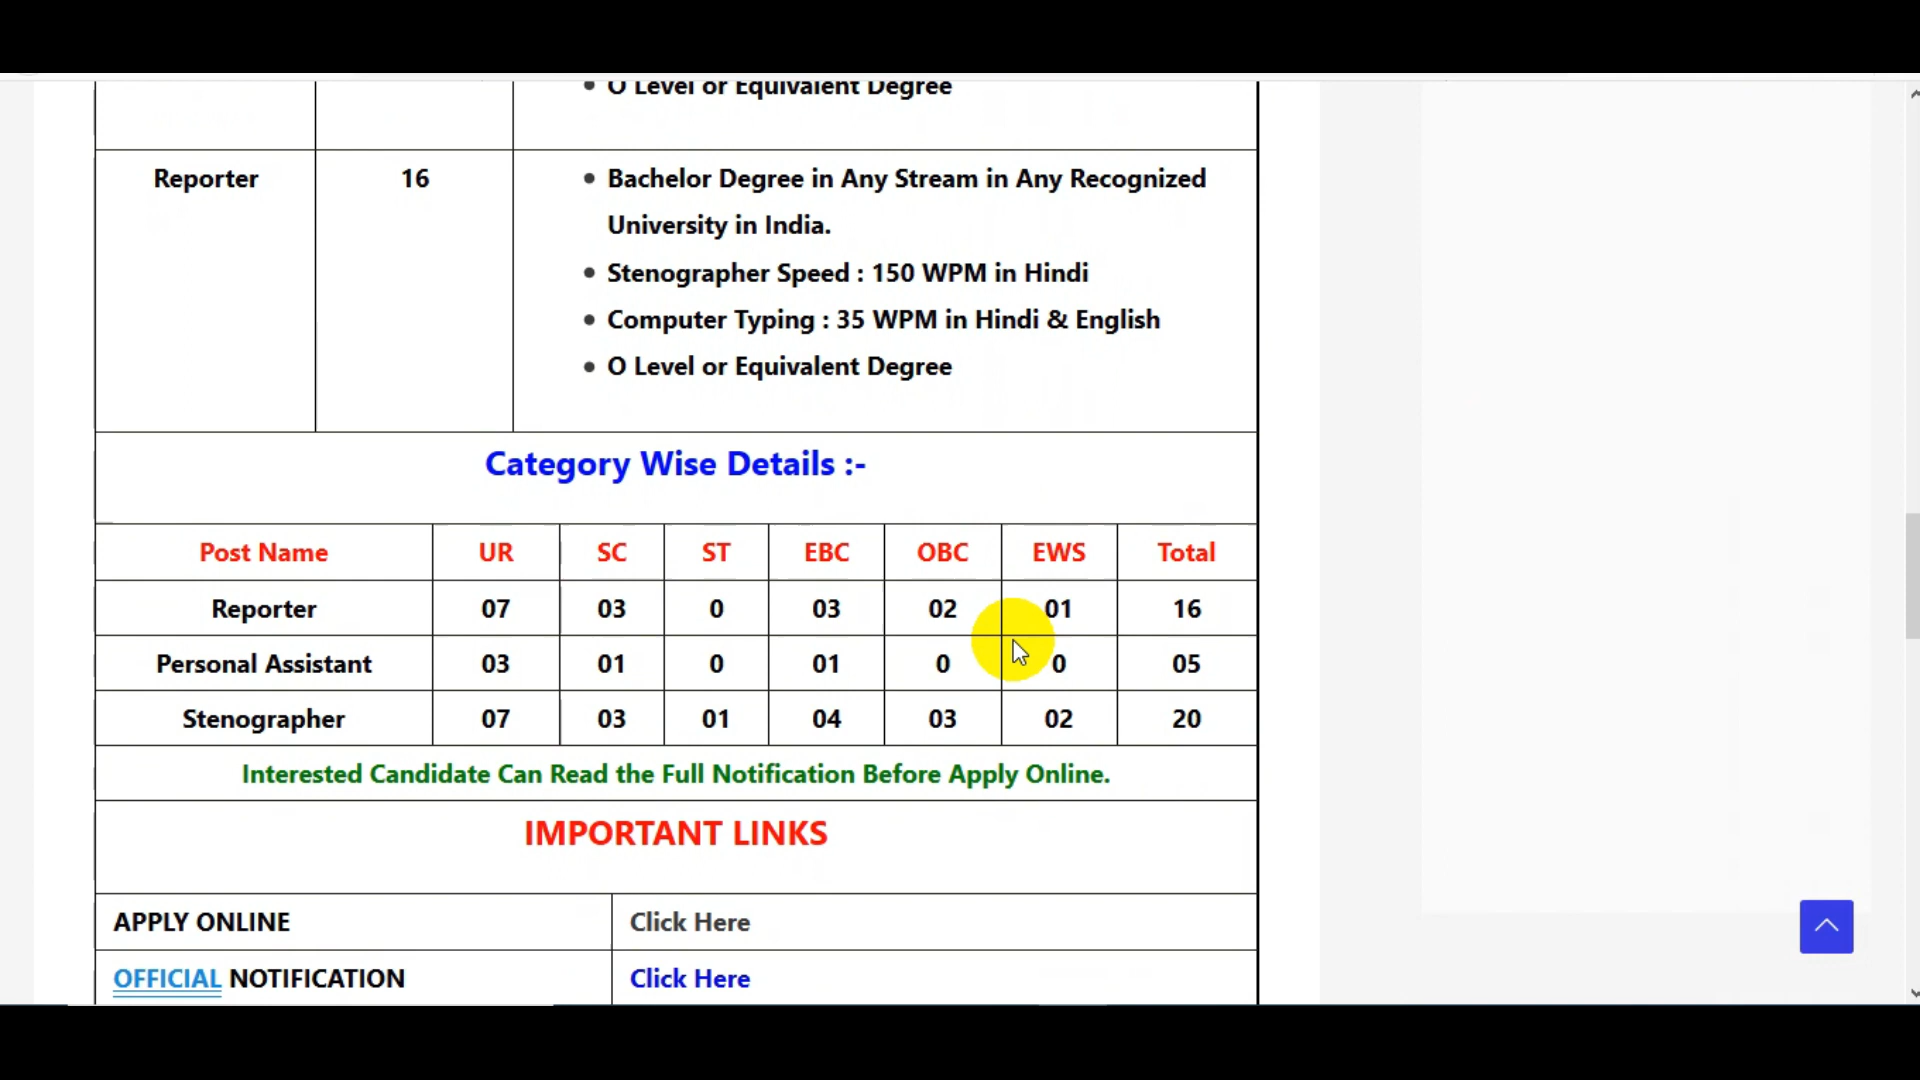 O Level or Equivalent Degree
Reporter 16 Bachelor Degree in Any Stream in Any Recognized
University in India.
Stenographer Speed : 150 WPM in Hindi
Computer Typing : 35 WPM in Hindi & English
O Level or Equivalent Degree
Category Wise Details :-
Post Name UR SC ST EBC OBC EWS Total
Reporter 07 03 0 03 02 01 16
Personal Assistant 03 01 0 01 0 0 05
Stenographer 07 03 01 04 03 02 20
Interested Candidate Can Read the Full Notification Before Apply Online.
IMPORTANT LINKS
APPLY ONLINE Click Here
OFFICIAL NOTIFICATION Click Here